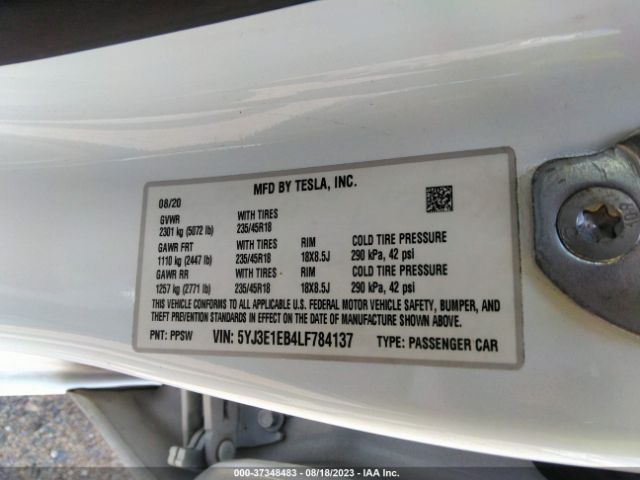 MFD BY TESLA, INC.
08/20
GVWR WITH TIRES
2301 kg (5072 lb) 235/45R18
GAWR FRT WITH TIRES RIM COLD TIRE PRESSURE
1110 kg (2447 lb) 235/45R18 18X8.5J 290 kPa, 42 psi
GAWR RR WITH TIRES RIM COLD TIRE PRESSURE
1257 kg (2771 lb) 235/45R18 18X8.5J 290 kPa, 42 psi
THIS VEHICLE CONFORMS TO ALL APPLICABLE U.S. FEDERAL MOTOR VEHICLE SAFETY, BUMPER, AND
THEFT PREVENTION STANDARDS IN EFFECT ON THE DATE OF MANUFACTURE SHOWN ABOVE.
PNT: PPSW VIN: 5YJ3E1EB4LF784137 TYPE: PASSENGER CAR
000-37348483 - 08/18/2023 - IAA Inc.